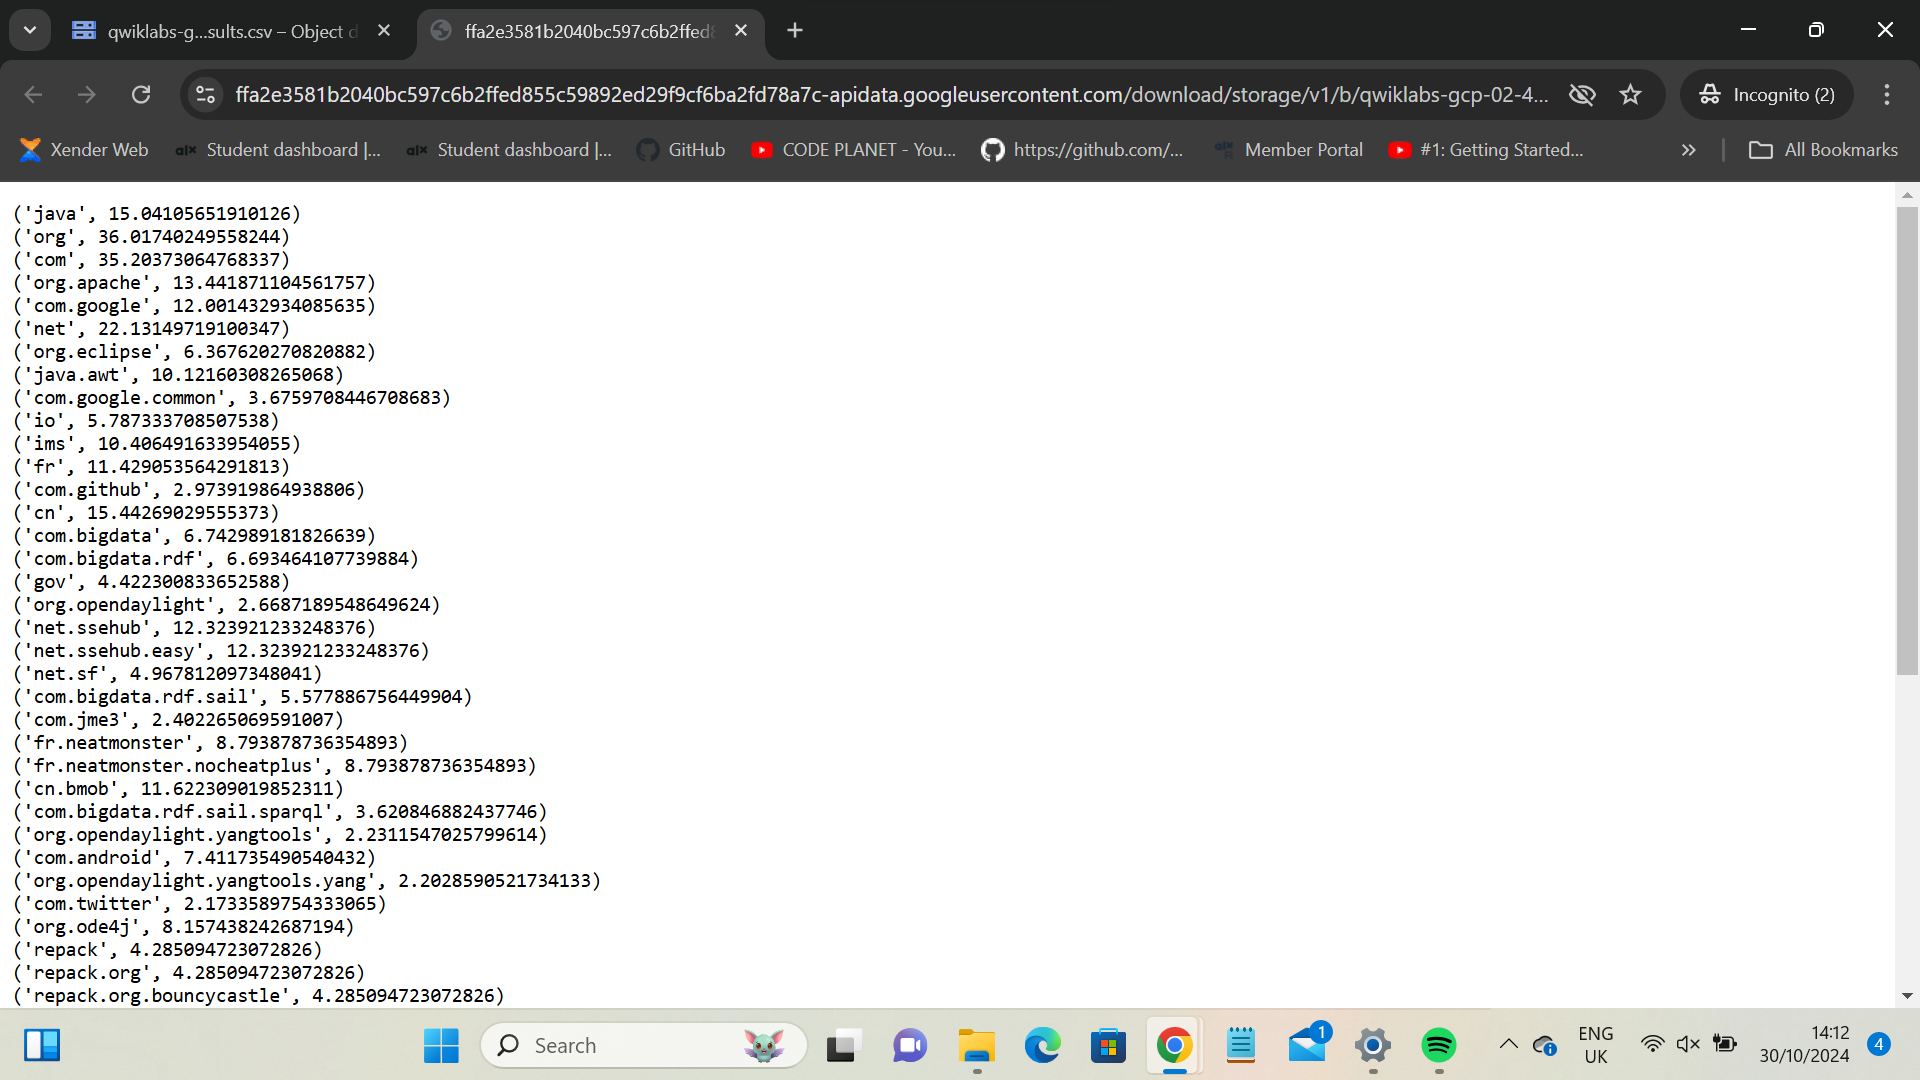 qwiklabs-g...sults.csv – Object d
ffa2e3581b2040bc597c6b2ffed8
ffa2e3581b2040bc597c6b2ffed855c59892ed29f9cf6ba2fd78a7c-apidata.googleusercontent.com/download/storage/v1/b/qwiklabs-gcp-02-4...
Incognito (2)
Xender Web
alx Student dashboard |...
alx Student dashboard |...
GitHub
CODE PLANET - You...
https://github.com/...
Member Portal
#1: Getting Started...
All Bookmarks
('java', 15.04105651910126)
('org', 36.01740249558244)
('com', 35.20373064768337)
('org.apache', 13.441871104561757)
('com.google', 12.001432934085635)
('net', 22.13149719100347)
('org.eclipse', 6.367620270820882)
('java.awt', 10.12160308265068)
('com.google.common', 3.6759708446708683)
('io', 5.787333708507538)
('ims', 10.406491633954055)
('fr', 11.429053564291813)
('com.github', 2.973919864938806)
('cn', 15.44269029555373)
('com.bigdata', 6.742989181826639)
('com.bigdata.rdf', 6.693464107739884)
('gov', 4.422300833652588)
('org.opendaylight', 2.6687189548649624)
('net.ssehub', 12.323921233248376)
('net.ssehub.easy', 12.323921233248376)
('net.sf', 4.967812097348041)
('com.bigdata.rdf.sail', 5.577886756449904)
('com.jme3', 2.402265069591007)
('fr.neatmonster', 8.793878736354893)
('fr.neatmonster.nocheatplus', 8.793878736354893)
('cn.bmob', 11.622309019852311)
('com.bigdata.rdf.sail.sparql', 3.620846882437746)
('org.opendaylight.yangtools', 2.2311547025799614)
('com.android', 7.411735490540432)
('org.opendaylight.yangtools.yang', 2.2028590521734133)
('com.twitter', 2.1733589754333065)
('org.ode4j', 8.157438242687194)
('repack', 4.285094723072826)
('repack.org', 4.285094723072826)
('repack.org.bouncycastle', 4.285094723072826)
Search
1
ENG
UK
14:12
30/10/2024
4